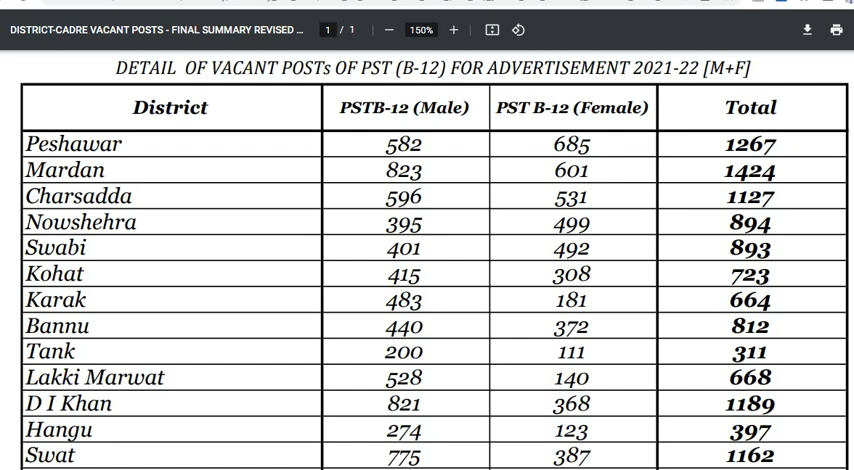 DISTRICT-CADRE VACANT POSTS - FINAL SUMMARY REVISED ... 1 / 1 150%
DETAIL OF VACANT POSTs OF PST (B-12) FOR ADVERTISEMENT 2021-22 [M+F]
District PSTB-12 (Male) PST B-12 (Female) Total
Peshawar 582 685 1267
Mardan 823 601 1424
Charsadda 596 531 1127
Nowshehra 395 499 894
Swabi 401 492 893
Kohat 415 308 723
Karak 483 181 664
Bannu 440 372 812
Tank 200 111 311
Lakki Marwat 528 140 668
D I Khan 821 368 1189
Hangu 274 123 397
Swat 775 387 1162